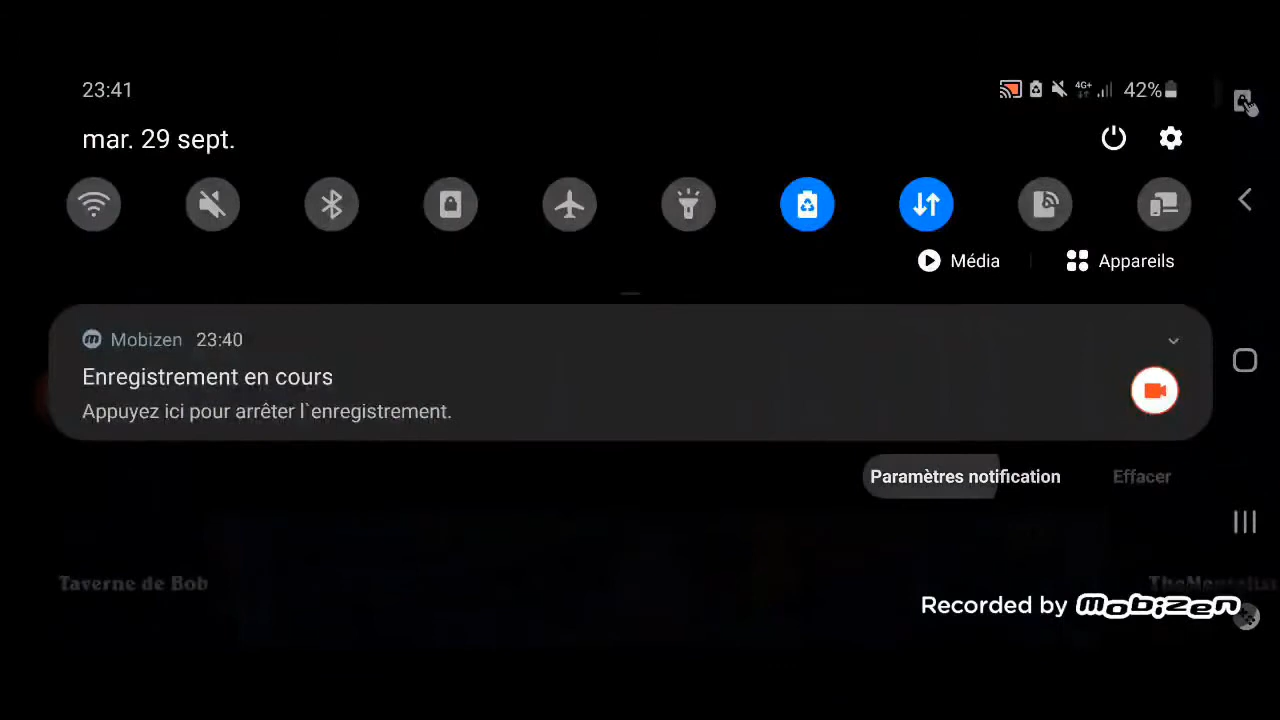 23:41
4G+ 42%
mar. 29 sept.
Média
Appareils
Mobizen 23:40
Enregistrement en cours
Appuyez ici pour arrêter l`enregistrement.
Paramètres notification
Effacer
Taverne de Bob
Recorded by Mobizen